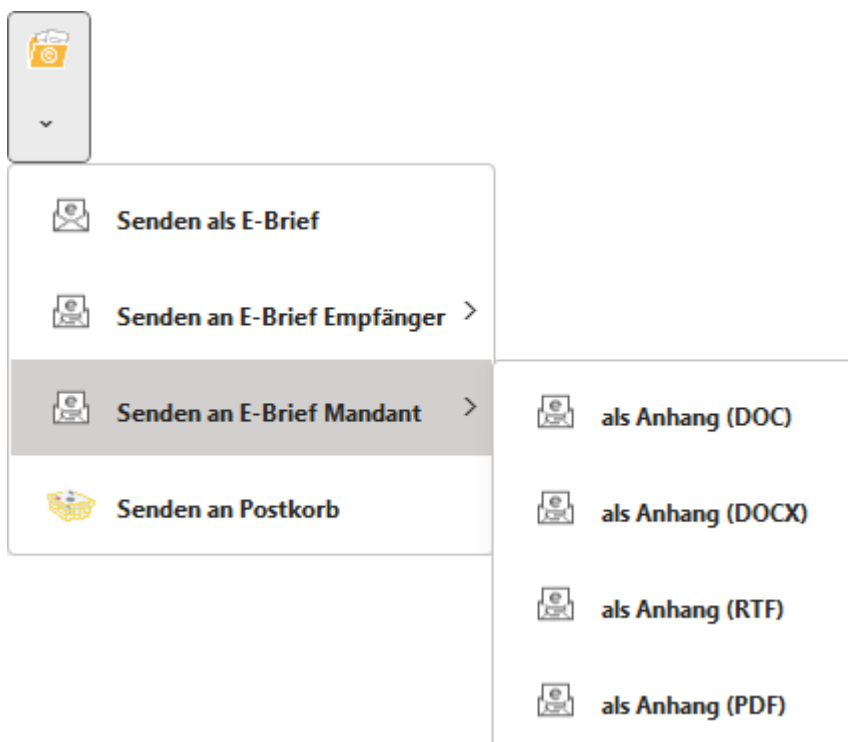 Senden als E-Brief
Senden an E-Brief Empfänger
Senden an E-Brief Mandant
Senden an Postkorb
als Anhang (DOC)
als Anhang (DOCX)
als Anhang (RTF)
als Anhang (PDF)